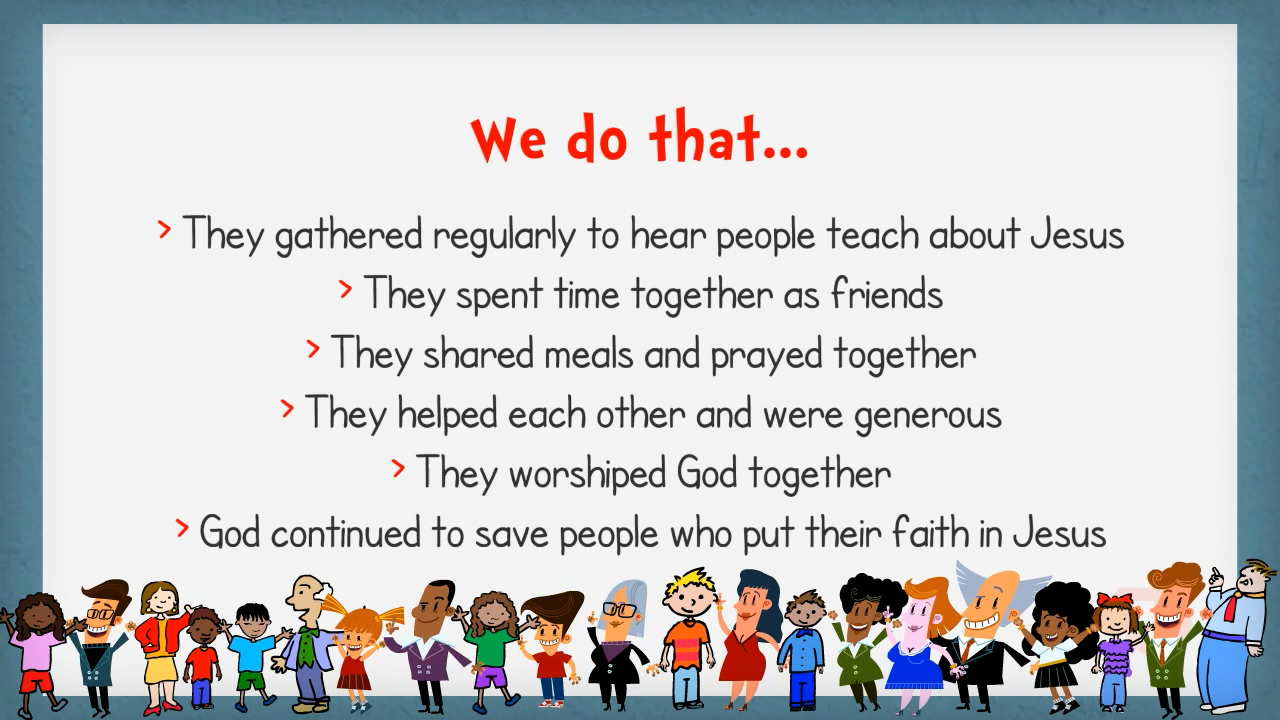 We do that...
> They gathered regularly to hear people teach about Jesus
> They spent time together as friends
> They shared meals and prayed together
> They helped each other and were generous
> They worshiped God together
> God continued to save people who put their faith in Jesus